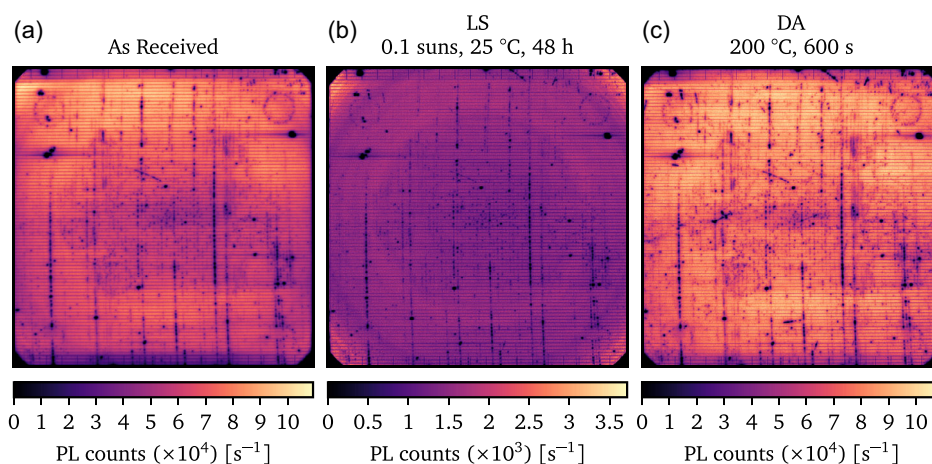 (a)
As Received
(b)
LS
0.1 suns, 25 °C, 48 h
(c)
DA
200 °C, 600 s
0 1 2 3 4 5 6 7 8 9 10
PL counts (×10⁴) [s⁻¹]
0 0.5 1 1.5 2 2.5 3 3.5
PL counts (×10³) [s⁻¹]
0 1 2 3 4 5 6 7 8 9 10
PL counts (×10⁴) [s⁻¹]